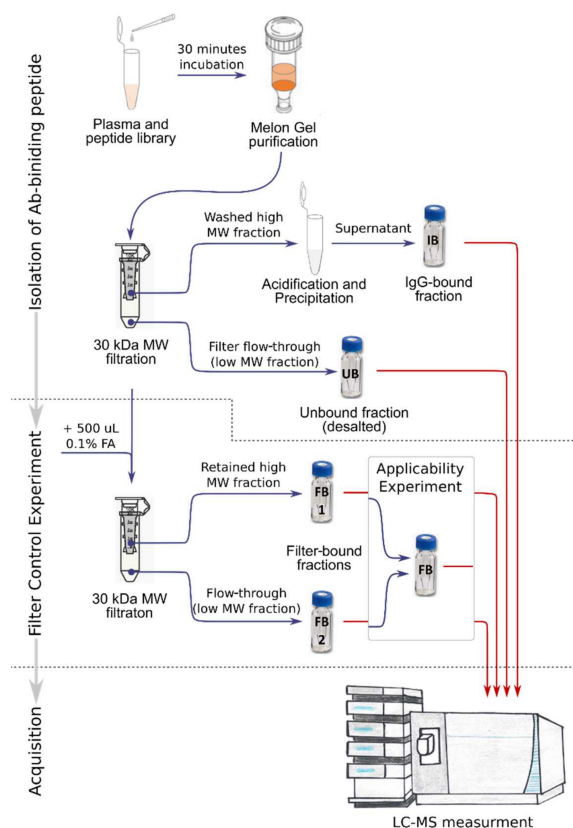 Isolation of Ab-biniding peptide
30 minutes
incubation
Plasma and
peptide library
Melon Gel
purification
Washed high
MW fraction
Supernatant
IB
Acidification and
Precipitation
IgG-bound
fraction
30 kDa MW
filtration
Filter flow-through
(low MW fraction)
UB
Unbound fraction
(desalted)
Filter Control Experiment
+ 500 uL
0.1% FA
Retained high
MW fraction
FB
1
Applicability
Experiment
Filter-bound
fractions
FB
30 kDa MW
filtraton
Flow-through
(low MW fraction)
FB
2
Acquisition
LC-MS measurment